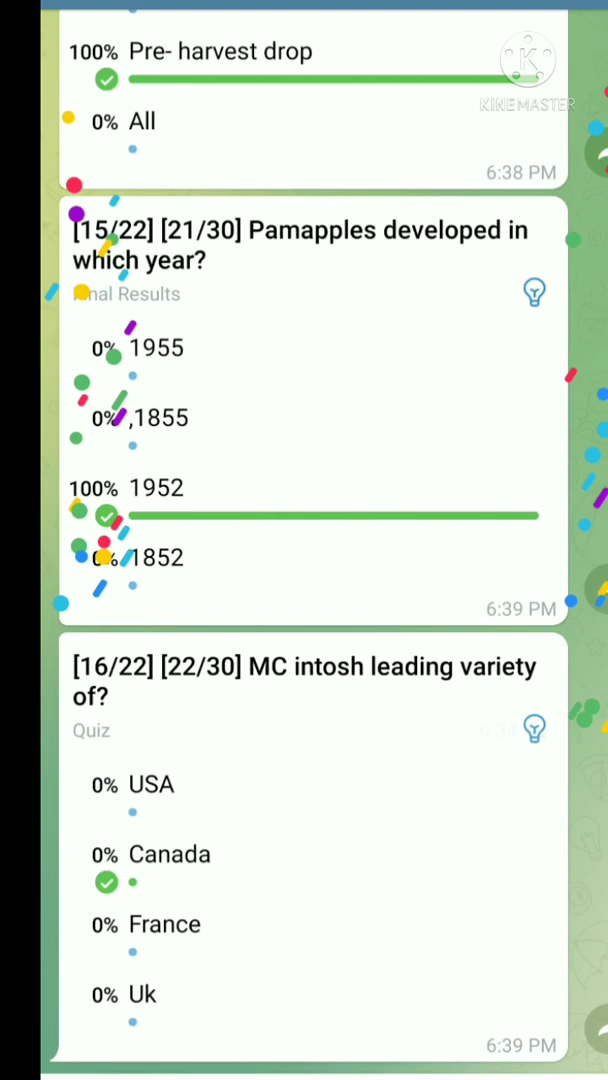 100% Pre- harvest drop
K
KINEMASTER
0% All
6:38 PM
[15/22] [21/30] Pamapples developed in
which year?
Results
0% 1955
0% ,1855
100% 1952
0% 1852
6:39 PM
[16/22] [22/30] MC intosh leading variety
of?
Quiz
0% USA
0% Canada
0% France
0% Uk
6:39 PM